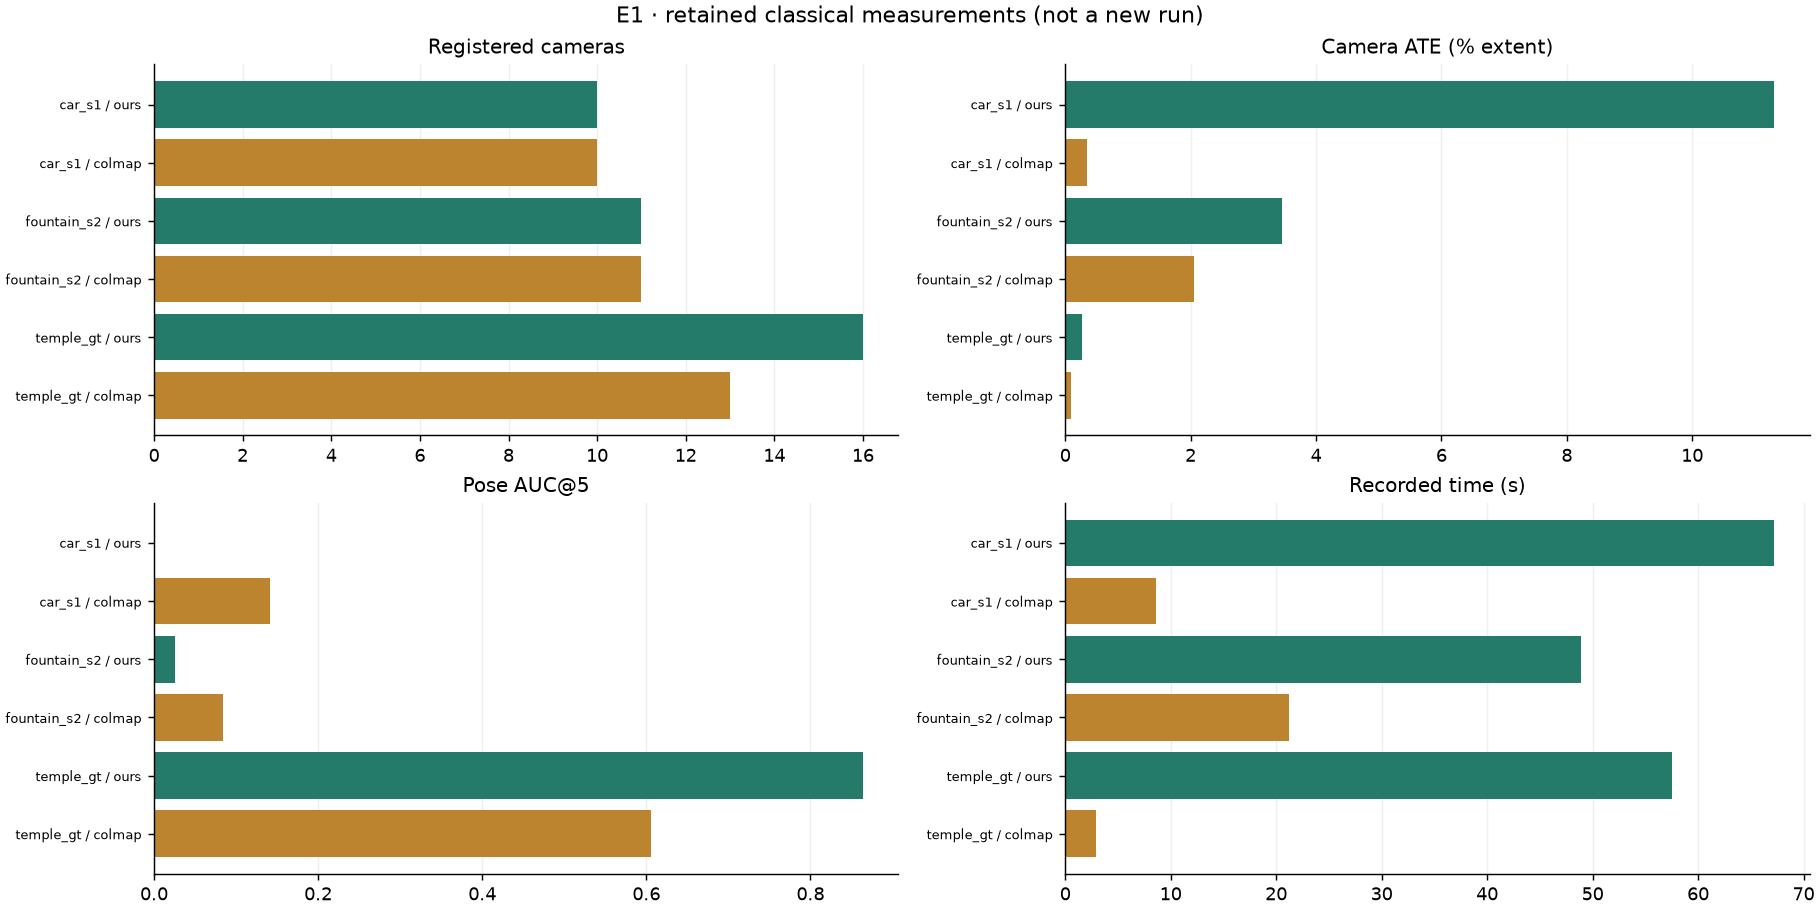 E1 · retained classical measurements (not a new run)
Registered cameras
car_s1 / ours
car_s1 / colmap
fountain_s2 / ours
fountain_s2 / colmap
temple_gt / ours
temple_gt / colmap
0 2 4 6 8 10 12 14 16
Camera ATE (% extent)
car_s1 / ours
car_s1 / colmap
fountain_s2 / ours
fountain_s2 / colmap
temple_gt / ours
temple_gt / colmap
0 2 4 6 8 10
Pose AUC@5
car_s1 / ours
car_s1 / colmap
fountain_s2 / ours
fountain_s2 / colmap
temple_gt / ours
temple_gt / colmap
0.0 0.2 0.4 0.6 0.8
Recorded time (s)
car_s1 / ours
car_s1 / colmap
fountain_s2 / ours
fountain_s2 / colmap
temple_gt / ours
temple_gt / colmap
0 10 20 30 40 50 60 70